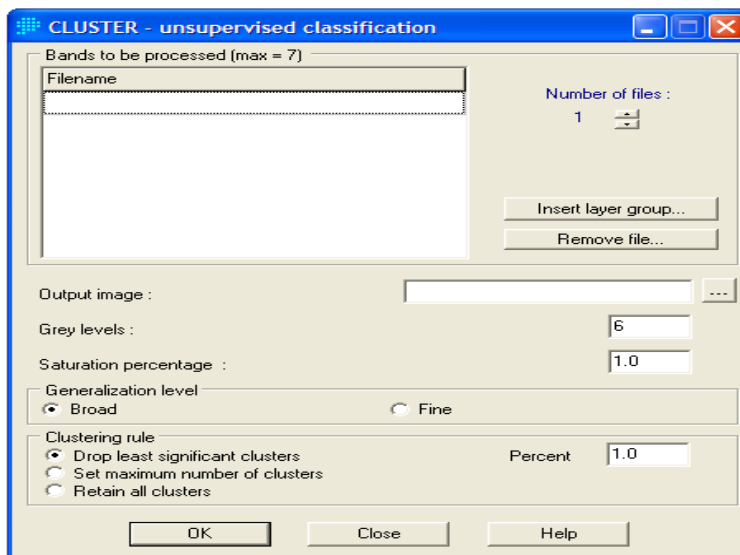 CLUSTER - unsupervised classification
Bands to be processed (max = 7)
Filename
Number of files :
1
Insert layer group...
Remove file...
Output image :
...
Grey levels :
6
Saturation percentage :
1.0
Generalization level
Broad
Fine
Clustering rule
Drop least significant clusters
Percent
1.0
Set maximum number of clusters
Retain all clusters
OK
Close
Help